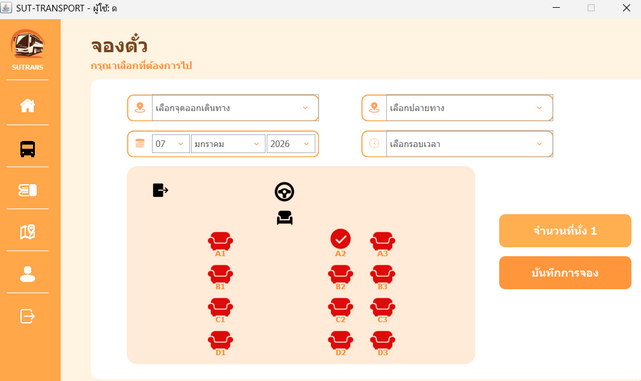 SUT-TRANSPORT - ผู้ใช้: ด
SUTRANS
จองตั๋ว
กรุณาเลือกที่ต้องการไป
เลือกจุดออกเดินทาง
เลือกปลายทาง
07 มกราคม 2026
เลือกรอบเวลา
A1 A2 A3
B1 B2 B3
C1 C2 C3
D1 D2 D3
จำนวนที่นั่ง 1
บันทึกการจอง